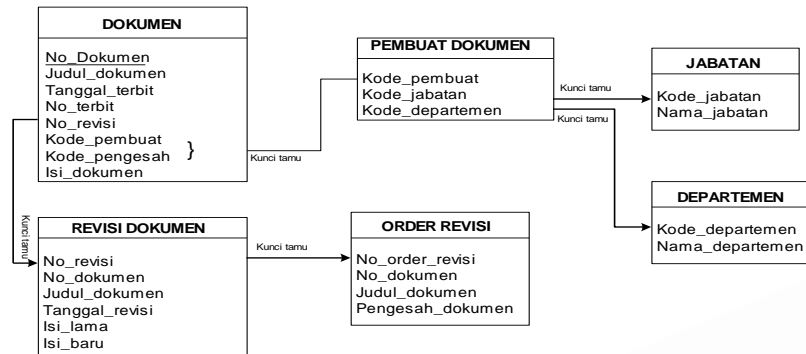 DOKUMEN
No_Dokumen
Judul_dokumen
Tanggal_terbit
No_terbit
No_revisi
Kode_pembuat
Kode_pengesah }
Isi_dokumen
Kunci tamu
PEMBUAT DOKUMEN
Kode_pembuat
Kode_jabatan
Kode_departemen
Kunci tamu
Kunci tamu
JABATAN
Kode_jabatan
Nama_jabatan
DEPARTEMEN
Kode_departemen
Nama_departemen
Kunci tamu
REVISI DOKUMEN
No_revisi
No_dokumen
Judul_dokumen
Tanggal_revisi
Isi_lama
Isi_baru
Kunci tamu
ORDER REVISI
No_order_revisi
No_dokumen
Judul_dokumen
Pengesah_dokumen